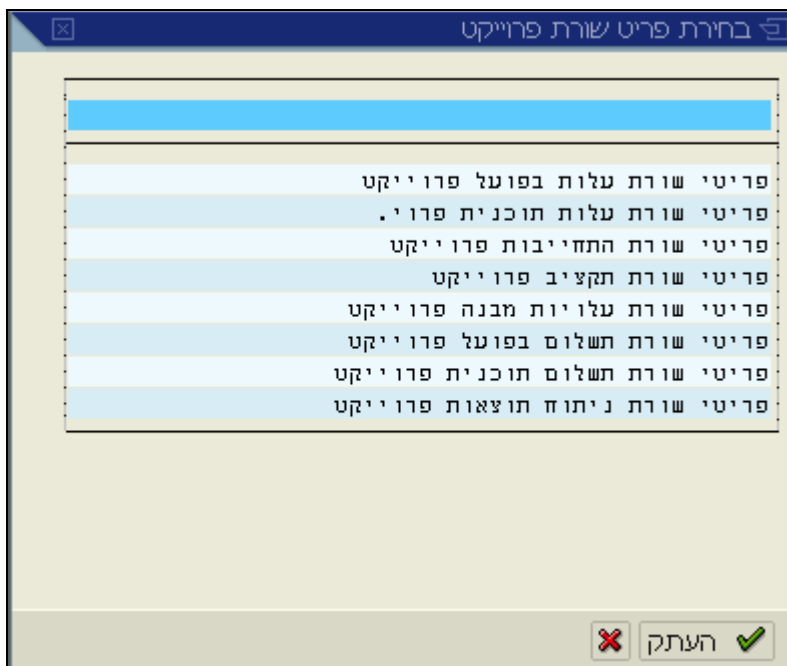 בחירת פריט שורת פרוייקט
פריטי שורת עלות בפועל פרוייקט
פריטי שורת עלות תוכנית פרוי.
פריטי שורת התחייבות פרוייקט
פריטי שורת תקציב פרוייקט
פריטי שורת עלויות מבנה פרוייקט
פריטי שורת תשלום בפועל פרוייקט
פריטי שורת תשלום תוכנית פרוייקט
פריטי שורת ניתוח תוצאות פרוייקט
העתק